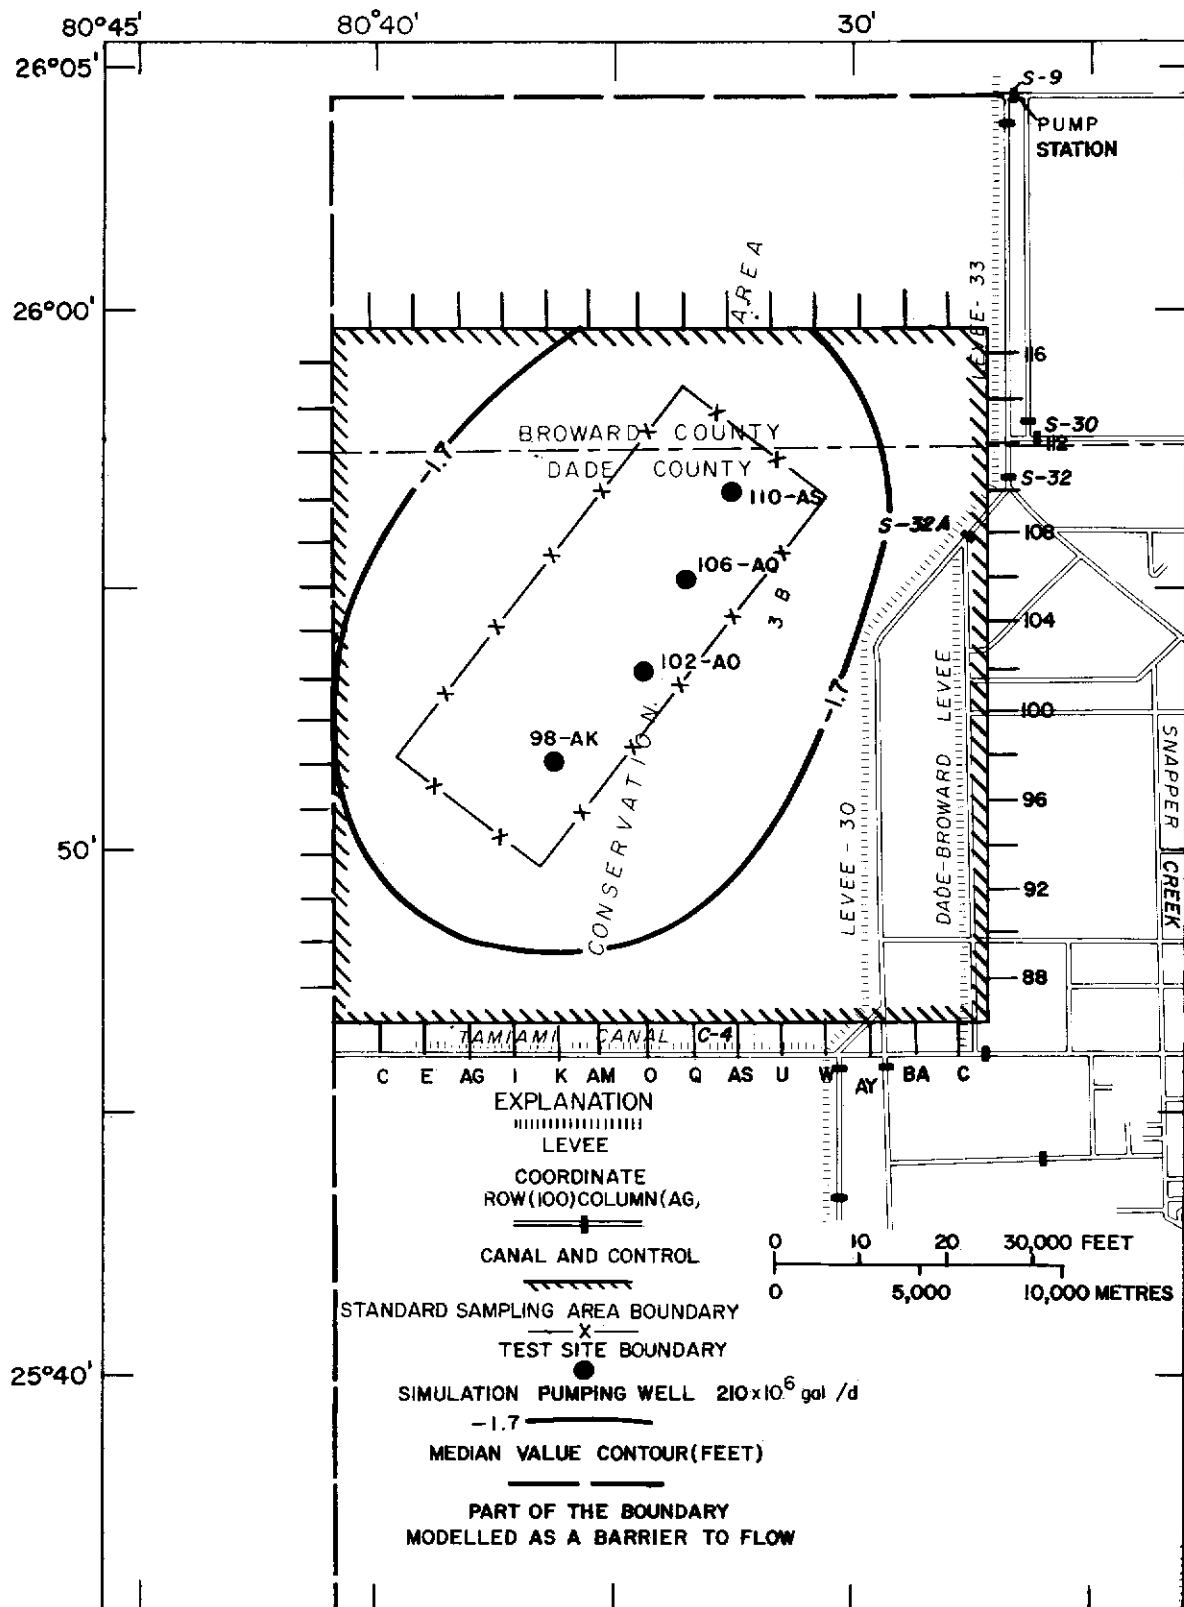 80°45' 80°40' 30'
26°05'
S-9
PUMP
STATION
AREA
LEVEE- 33
26°00'
116
S-30
112
BROWARD COUNTY
DADE COUNTY
-1.7
S-32
110-AS
S-32A
108
106-AQ
3 B
104
102-AO
-1.7
100
98-AK
CONSERVATION
DADE-BROWARD LEVEE
SNAPPER CREEK
96
50'
LEVEE-30
92
88
TAMIAMI CANAL C-4
C E AG I K AM O Q AS U W AY BA C
EXPLANATION
LEVEE
COORDINATE
ROW(100)COLUMN(AG,
CANAL AND CONTROL
0 10 20 30,000 FEET
0 5,000 10,000 METRES
STANDARD SAMPLING AREA BOUNDARY
X
TEST SITE BOUNDARY
25°40'
SIMULATION PUMPING WELL 210x10.⁶ gal /d
-1.7
MEDIAN VALUE CONTOUR(FEET)
PART OF THE BOUNDARY
MODELLED AS A BARRIER TO FLOW